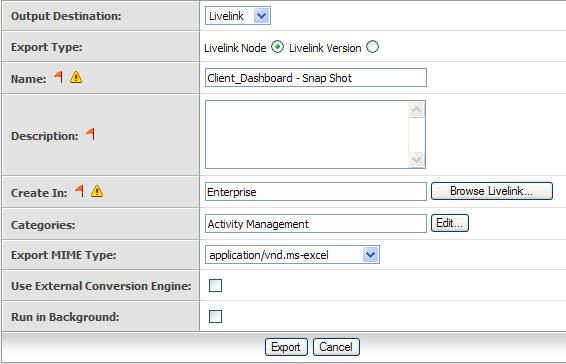 Output Destination: Livelink
Export Type: Livelink Node Livelink Version
Name: Client_Dashboard - Snap Shot
Description:
Create In: Enterprise Browse Livelink...
Categories: Activity Management Edit...
Export MIME Type: application/vnd.ms-excel
Use External Conversion Engine:
Run in Background:
Export Cancel